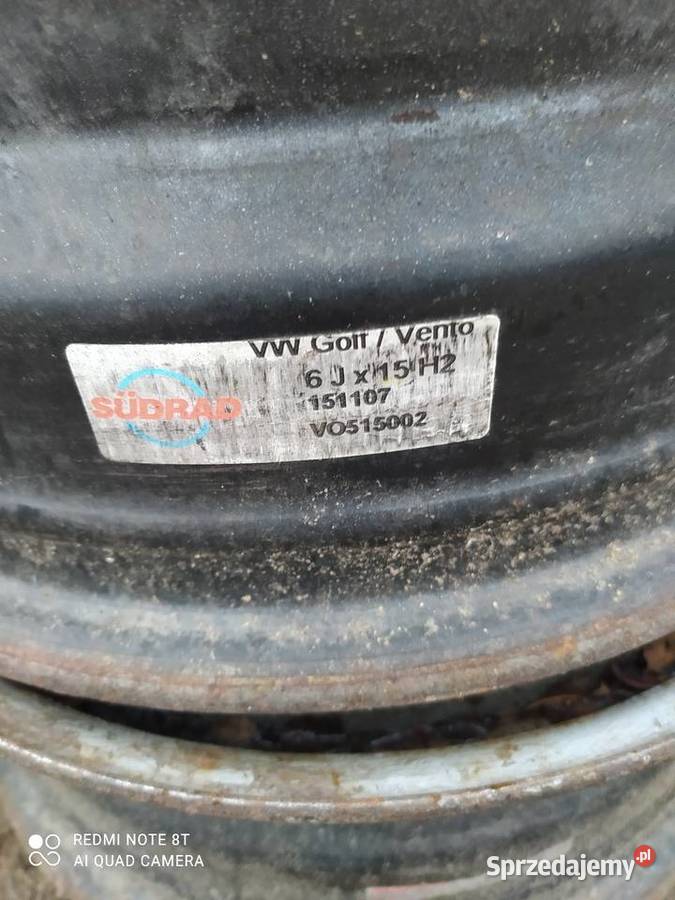 VW Golf / Vento
6 J x 15 H2
SÜDRAD
151107
VO515002
REDMI NOTE 8T
AI QUAD CAMERA
Sprzedajemy.pl